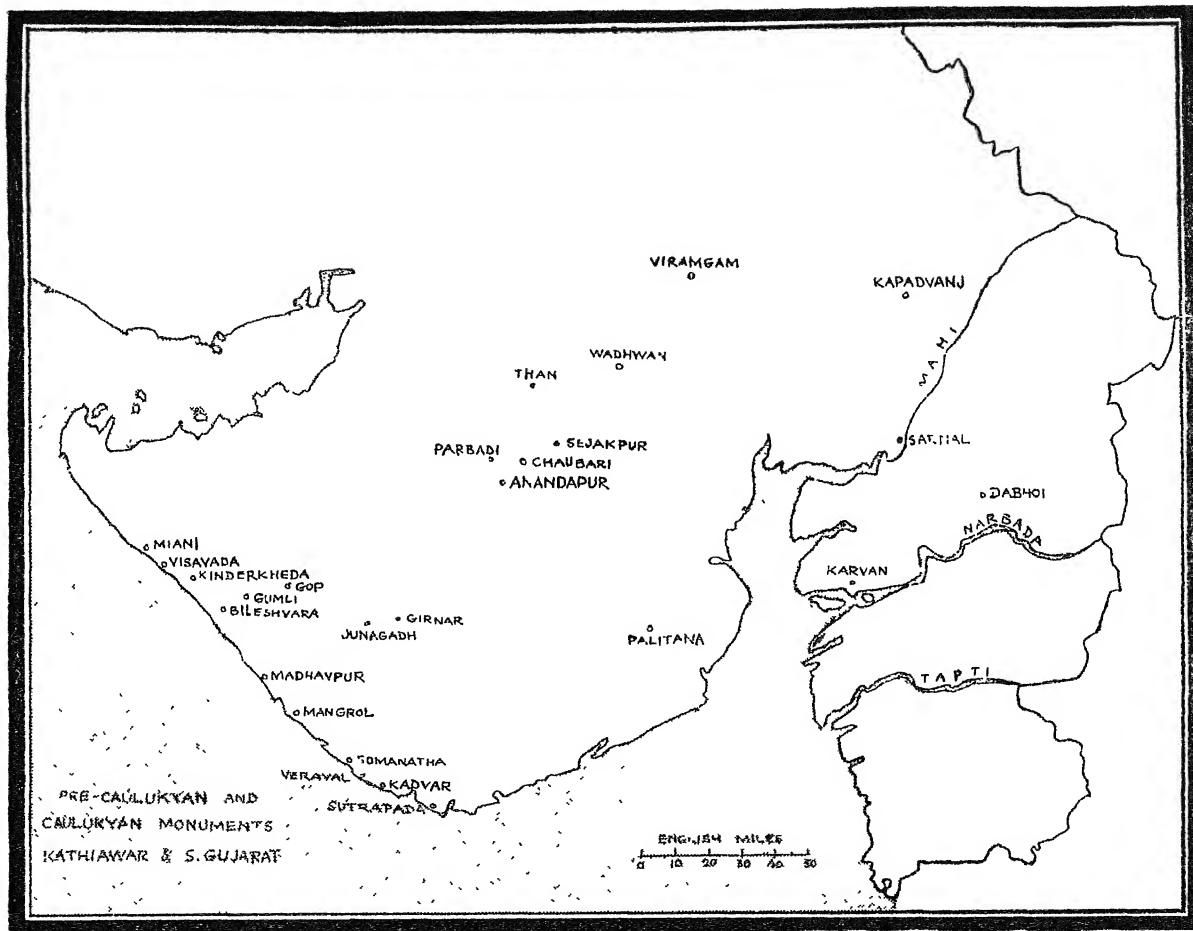 VIRAMGAM
KAPADVANJ
MAHI
WADHWAN
THAN
SEJAKPUR
PARBADI
CHAUBARI
ANANDAPUR
SARNAL
DABHOI
NARBADA
MIANI
VISAVADA
KINDERKHEDA
GOP
GUMLI
BILESHVARA
KARVAN
GIRNAR
JUNAGADH
PALITANA
MADHAVPUR
TAPTI
MANGROL
SOMANATHA
VERAVAL
KADVAR
SUTRAPADA
PRE-CAULUKYAN AND
CAULUKYAN MONUMENTS
KATHIAWAR & S. GUJARAT
ENGLISH MILES
0 10 20 30 40 50